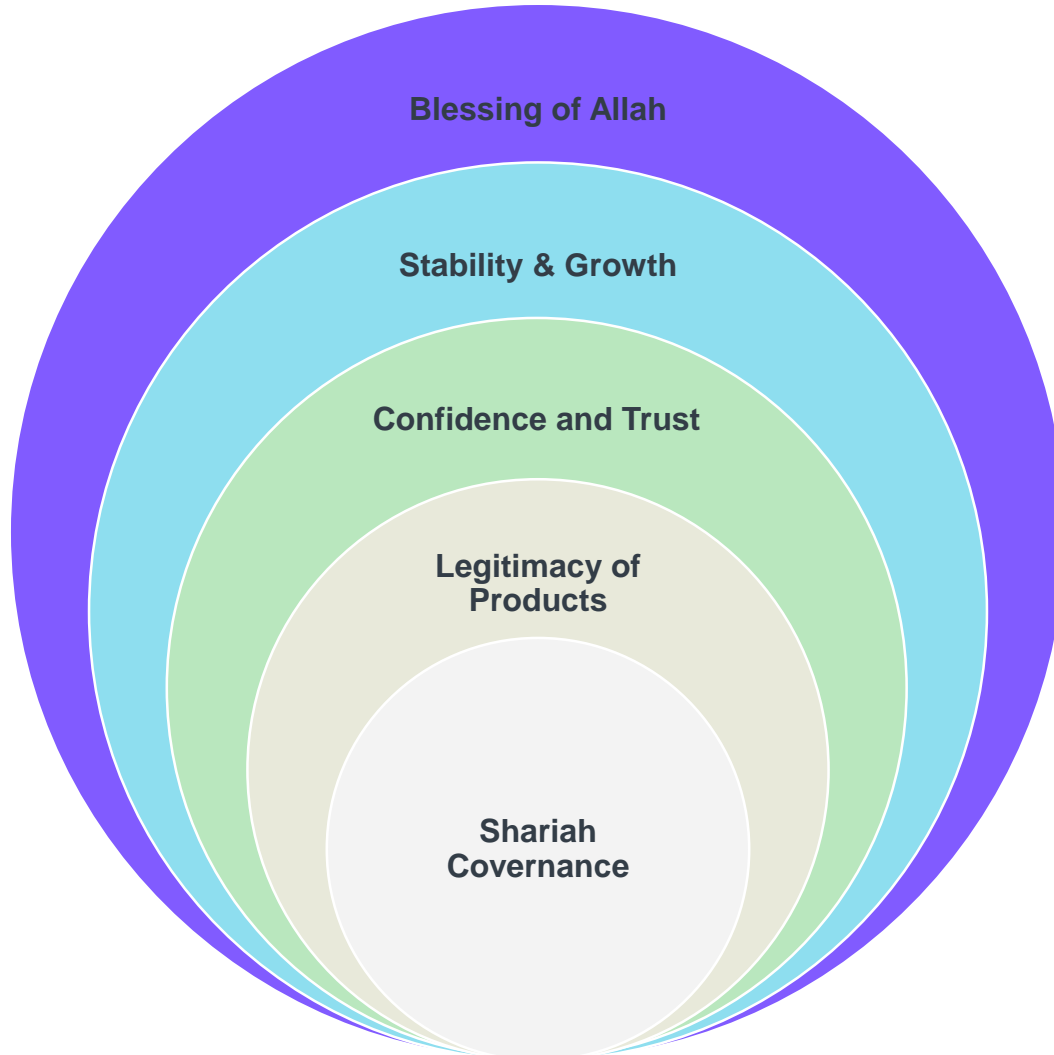 Blessing of Allah
Stability & Growth
Confidence and Trust
Legitimacy of
Products
Shariah
Covernance